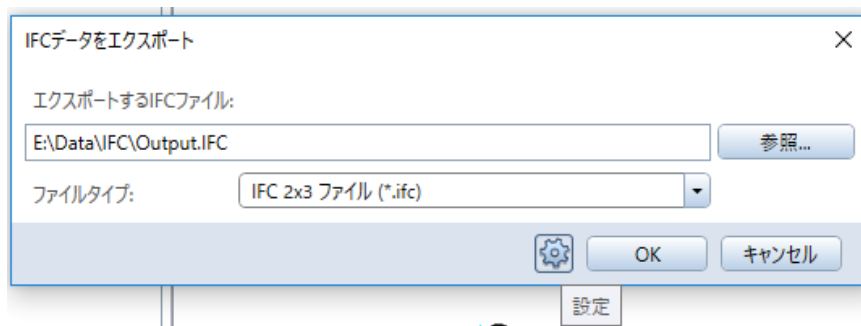 IFCデータをエクスポート
エクスポートするIFCファイル:
E:\Data\IFC\Output.IFC 参照...
ファイルタイプ: IFC 2x3 ファイル (*.ifc)
OK キャンセル
設定